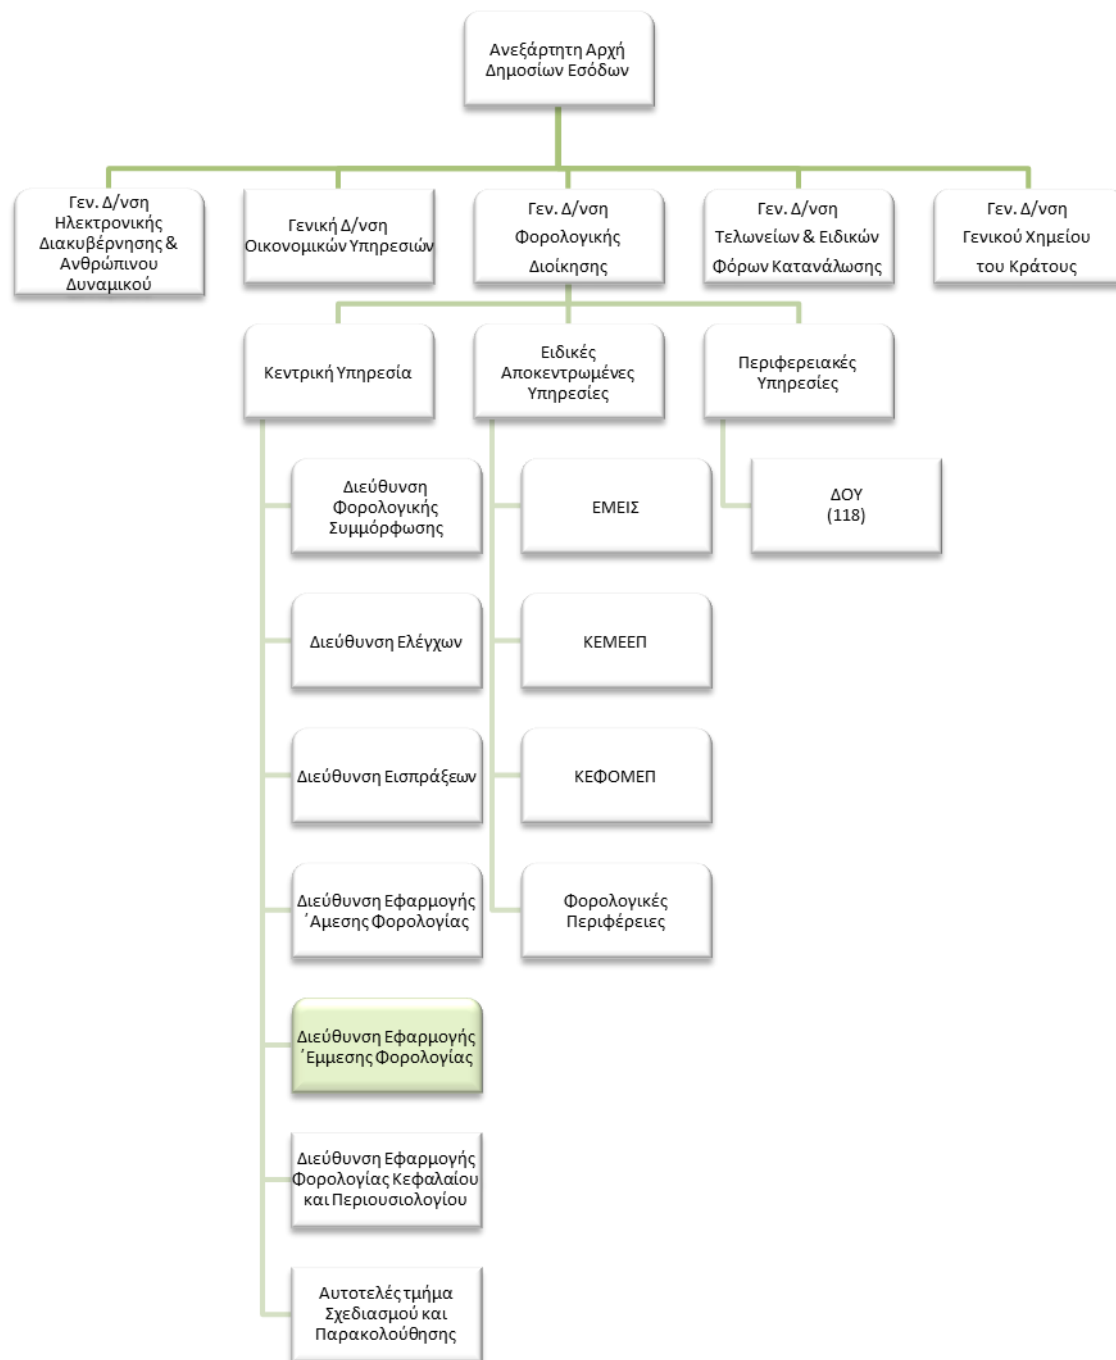 Ανεξάρτητη Αρχή
Δημοσίων Εσόδων
Γεν. Δ/νση
Ηλεκτρονικής
Διακυβέρνησης &
Ανθρώπινου
Δυναμικού
Γενική Δ/νση
Οικονομικών Υπηρεσιών
Γεν. Δ/νση
Φορολογικής
Διοίκησης
Γεν. Δ/νση
Τελωνείων & Ειδικών
Φόρων Κατανάλωσης
Γεν. Δ/νση
Γενικού Χημείου
του Κράτους
Κεντρική Υπηρεσία
Ειδικές
Αποκεντρωμένες
Υπηρεσίες
Περιφερειακές
Υπηρεσίες
Διεύθυνση
Φορολογικής
Συμμόρφωσης
Διεύθυνση Ελέγχων
Διεύθυνση Εισπράξεων
Διεύθυνση Εφαρμογής
΄Αμεσης Φορολογίας
Διεύθυνση Εφαρμογής
΄Εμμεσης Φορολογίας
Διεύθυνση Εφαρμογής
Φορολογίας Κεφαλαίου
και Περιουσιολογίου
Αυτοτελές τμήμα
Σχεδιασμού και
Παρακολούθησης
ΕΜΕΙΣ
ΚΕΜΕΕΠ
ΚΕΦΟΜΕΠ
Φορολογικές
Περιφέρειες
ΔΟΥ
(118)